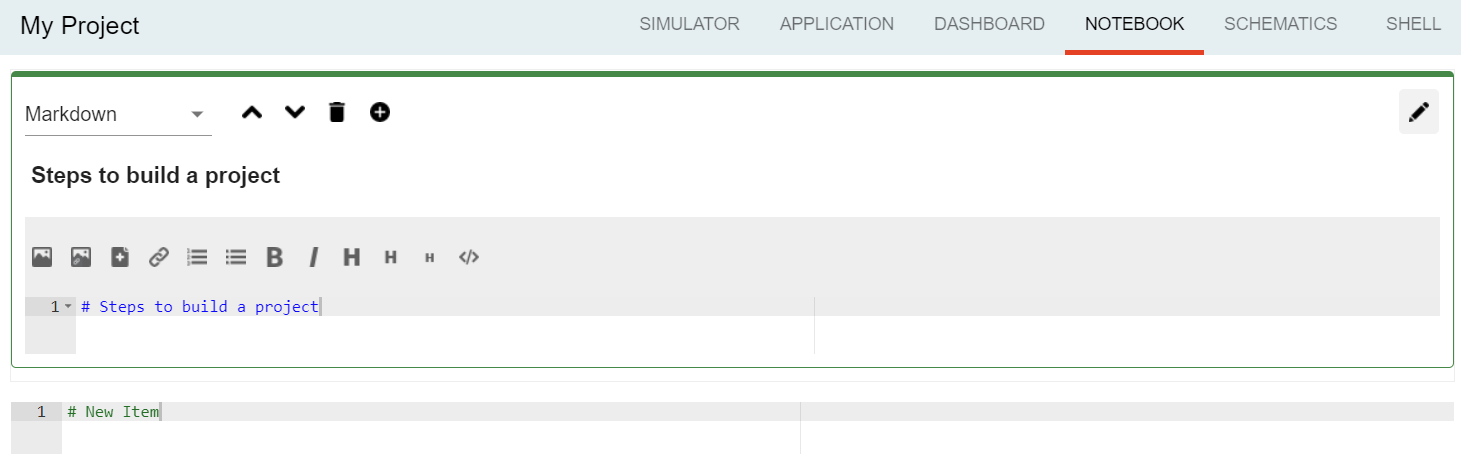 My Project SIMULATOR APPLICATION DASHBOARD NOTEBOOK SCHEMATICS SHELL
Markdown
Steps to build a project
B I H H H </>
1 # Steps to build a project
1 # New Item